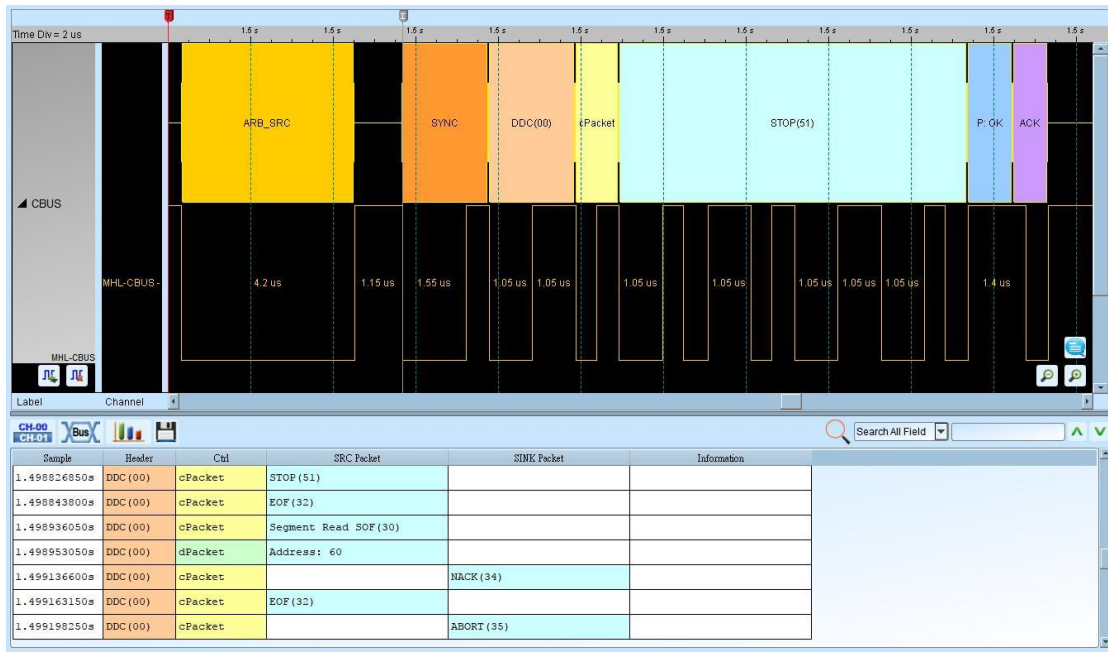 Time Div= 2 us
1.5 s 1.5 s 1.5 s 1.5 s 1.5 s 1.5 s 1.5 s 1.5 s 1.5 s 1.5 s 1.5 s
ARB_SRC SYNC DDC(00) cPacket STOP(51) P: OK ACK
CBUS
MHL-CBUS - 4.2 us 1.15 us 1.55 us 1.05 us 1.05 us 1.05 us 1.05 us 1.05 us 1.05 us 1.05 us 1.4 us
MHL-CBUS
Label Channel
CH-00
CH-01
Bus
Search All Field
Sample Header Ctrl SRC Packet SINK Packet Information
1.498826850s DDC(00) cPacket STOP(51)
1.498843800s DDC(00) cPacket EOF(32)
1.498936050s DDC(00) cPacket Segment Read SOF(30)
1.498953050s DDC(00) dPacket Address: 60
1.499136600s DDC(00) cPacket NACK(34)
1.499163150s DDC(00) cPacket EOF(32)
1.499198250s DDC(00) cPacket ABORT(35)